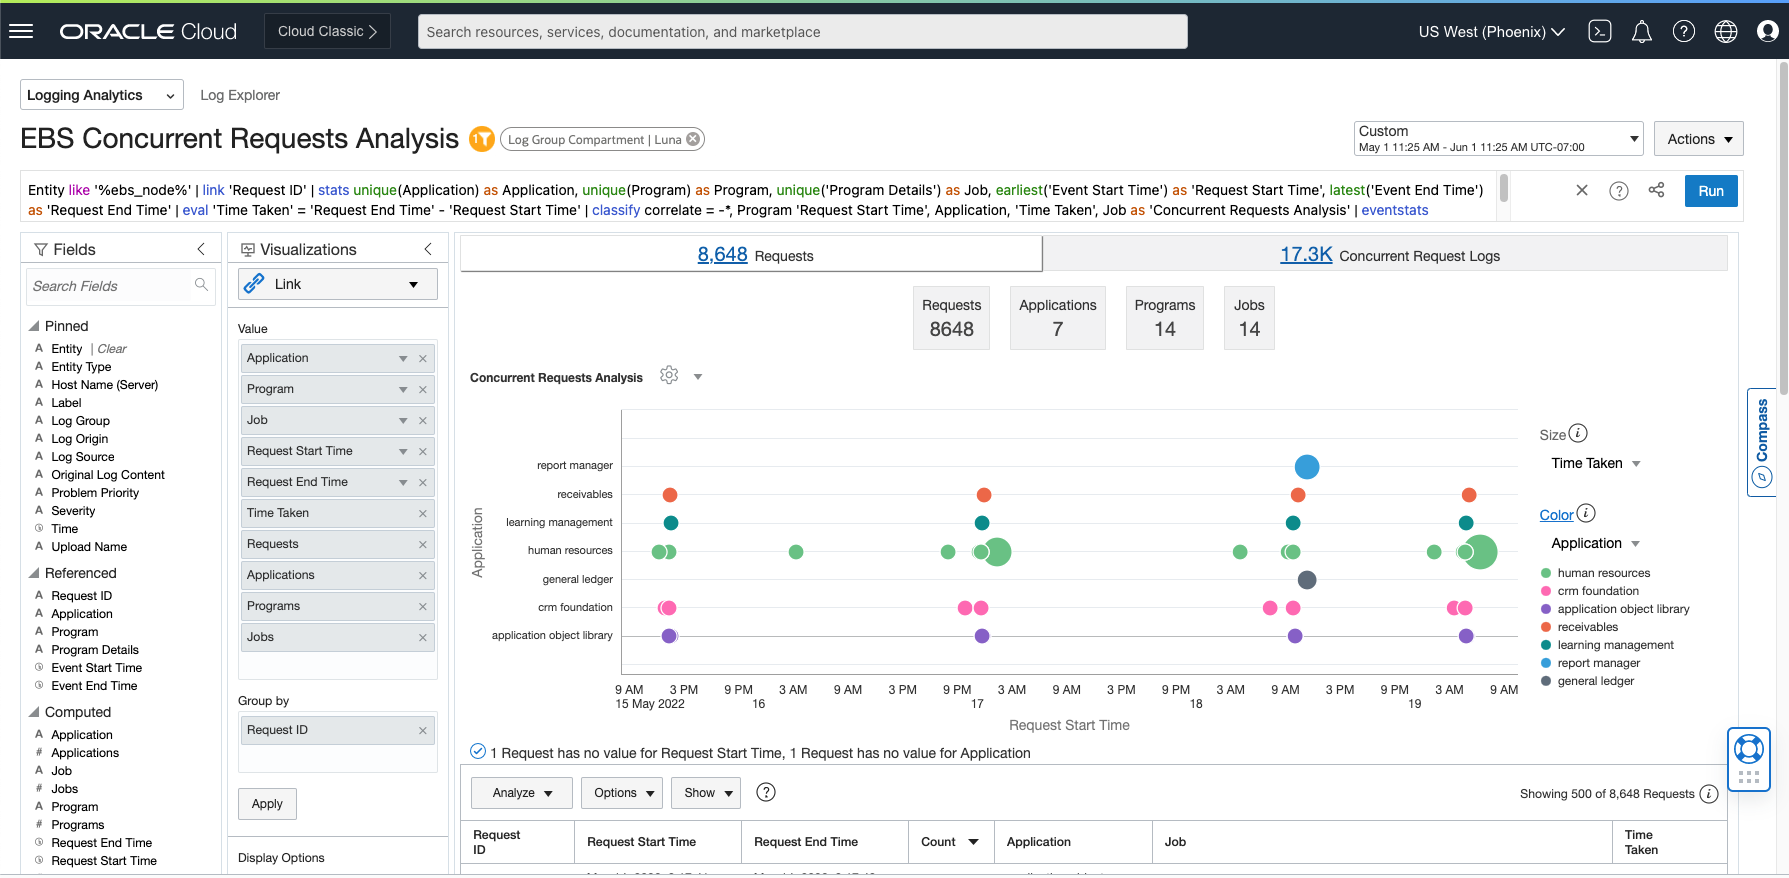 ORACLE Cloud
Cloud Classic
Search resources, services, documentation, and marketplace
US West (Phoenix)
Logging Analytics
Log Explorer
EBS Concurrent Requests Analysis
1
Log Group Compartment | Luna
Custom
May 1 11:25 AM - Jun 1 11:25 AM UTC-07:00
Actions
Entity like '%ebs_node%' | link 'Request ID' | stats unique(Application) as Application, unique(Program) as Program, unique('Program Details') as Job, earliest('Event Start Time') as 'Request Start Time', latest('Event End Time')
as 'Request End Time' | eval 'Time Taken' = 'Request End Time' - 'Request Start Time' | classify correlate = -*, Program 'Request Start Time', Application, 'Time Taken', Job as 'Concurrent Requests Analysis' | eventstats
Run
Fields
Search Fields
Pinned
A Entity | Clear
A Entity Type
A Host Name (Server)
A Label
A Log Group
A Log Origin
A Log Source
A Original Log Content
A Problem Priority
A Severity
Time
A Upload Name
Referenced
A Request ID
A Application
A Program
A Program Details
Event Start Time
Event End Time
Computed
A Application
# Applications
A Job
# Jobs
A Program
# Programs
Request End Time
Request Start Time
Visualizations
Link
Value
Application
Program
Job
Request Start Time
Request End Time
Time Taken
Requests
Applications
Programs
Jobs
Group by
Request ID
Apply
Display Options
8,648 Requests
17.3K Concurrent Request Logs
Requests
8648
Applications
7
Programs
14
Jobs
14
Concurrent Requests Analysis
Application
report manager
receivables
learning management
human resources
general ledger
crm foundation
application object library
9 AM 3 PM 9 PM 3 AM 9 AM 3 PM 9 PM 3 AM 9 AM 3 PM 9 PM 3 AM 9 AM 3 PM 9 PM 3 AM 9 AM
15 May 2022 16 17 18 19
Request Start Time
Size
Time Taken
Color
Application
human resources
crm foundation
application object library
receivables
learning management
report manager
general ledger
Compass
1 Request has no value for Request Start Time, 1 Request has no value for Application
Analyze
Options
Show
Showing 500 of 8,648 Requests
Request ID
Request Start Time
Request End Time
Count
Application
Job
Time Taken